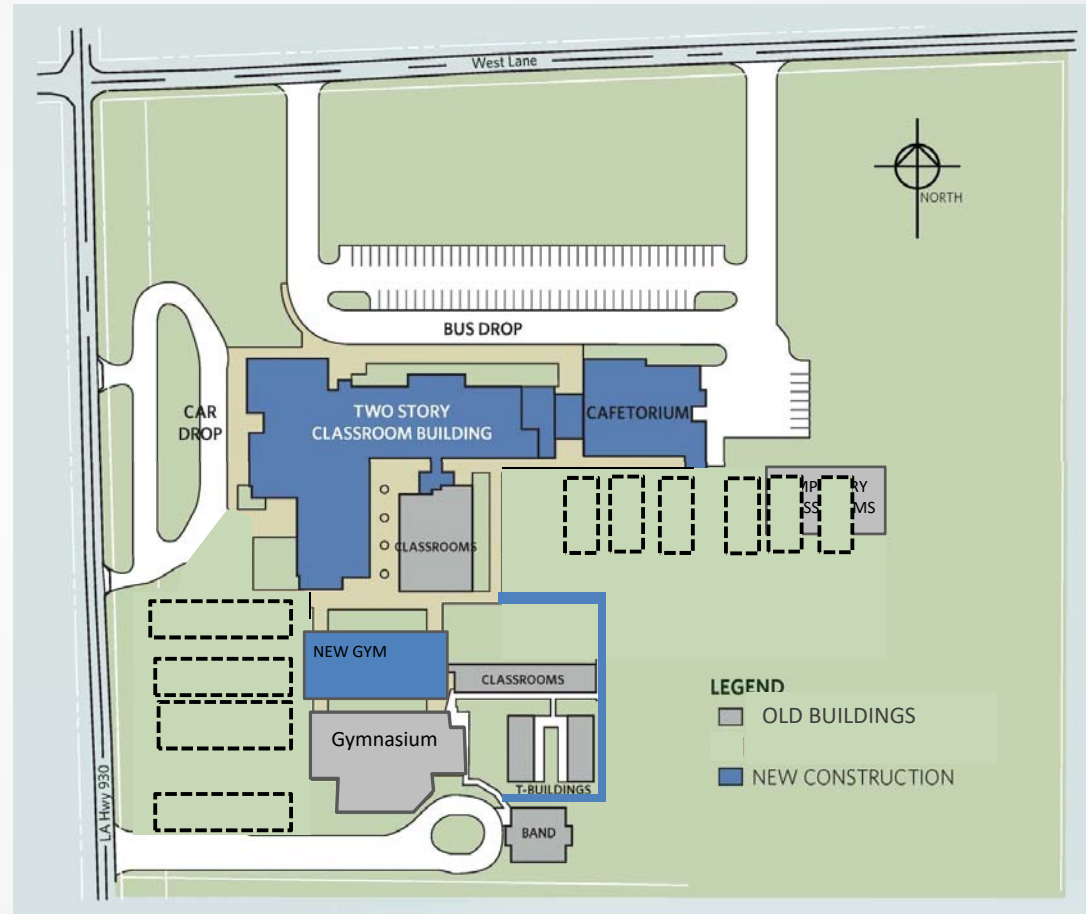 West Lane
NORTH
BUS DROP
CAR
DROP
TWO STORY
CLASSROOM BUILDING
CAFETORIUM
CLASSROOMS
NEW GYM
CLASSROOMS
Gymnasium
T-BUILDINGS
BAND
LA Hwy 930
LEGEND
OLD BUILDINGS
NEW CONSTRUCTION